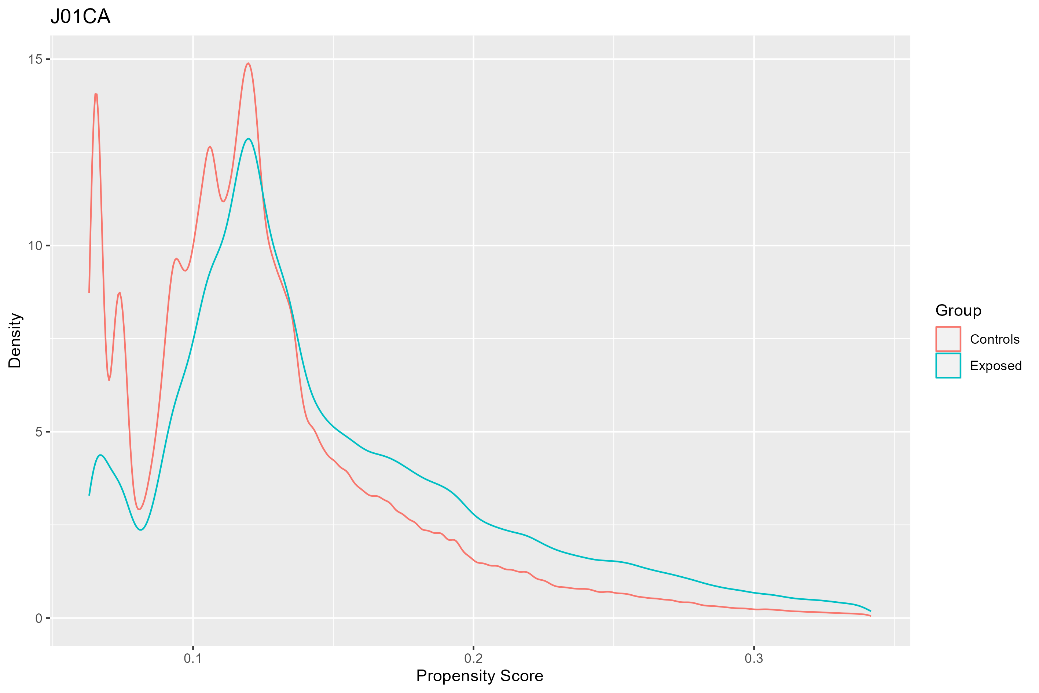 J01CA
15
10
5
0
Density
0.1
0.2
0.3
Propensity Score
Group
Controls
Exposed